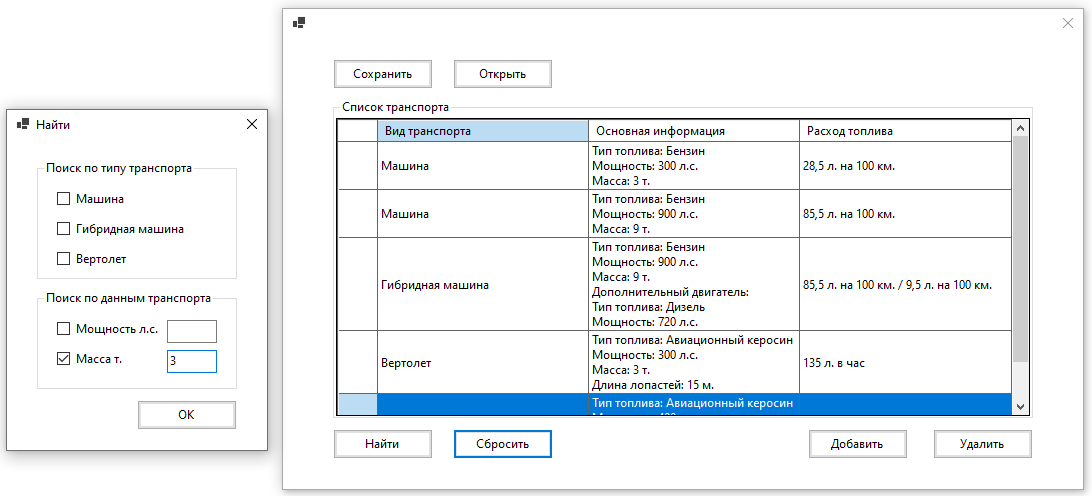 Найти
Поиск по типу транспорта
Машина
Гибридная машина
Вертолет
Поиск по данным транспорта
Мощность л.с.
Масса т. 3
ОК
Сохранить Открыть
Список транспорта
Вид транспорта Основная информация Расход топлива
Машина
Тип топлива: Бензин
Мощность: 300 л.с.
Масса: 3 т.
28,5 л. на 100 км.
Машина
Тип топлива: Бензин
Мощность: 900 л.с.
Масса: 9 т.
85,5 л. на 100 км.
Гибридная машина
Тип топлива: Бензин
Мощность: 900 л.с.
Масса: 9 т.
Дополнительный двигатель:
Тип топлива: Дизель
Мощность: 720 л.с.
85,5 л. на 100 км. / 9,5 л. на 100 км.
Вертолет
Тип топлива: Авиационный керосин
Мощность: 300 л.с.
Масса: 3 т.
Длина лопастей: 15 м.
135 л. в час
Тип топлива: Авиационный керосин
Найти Сбросить Добавить Удалить